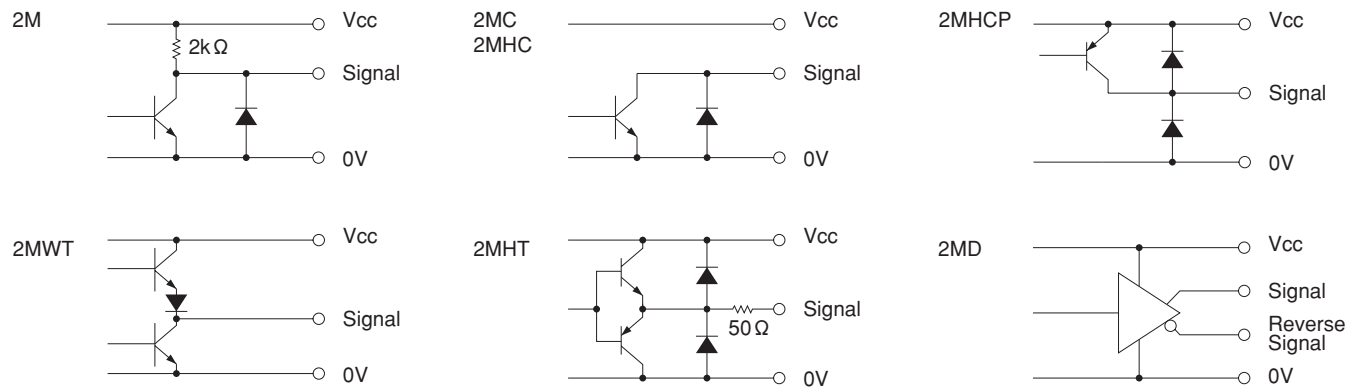 2M
Vcc
2kΩ
Signal
0V
2MC
2MHC
Vcc
Signal
0V
2MHCP
Vcc
Signal
0V
2MWT
Vcc
Signal
0V
2MHT
Vcc
Signal
50Ω
0V
2MD
Vcc
Signal
Reverse
Signal
0V